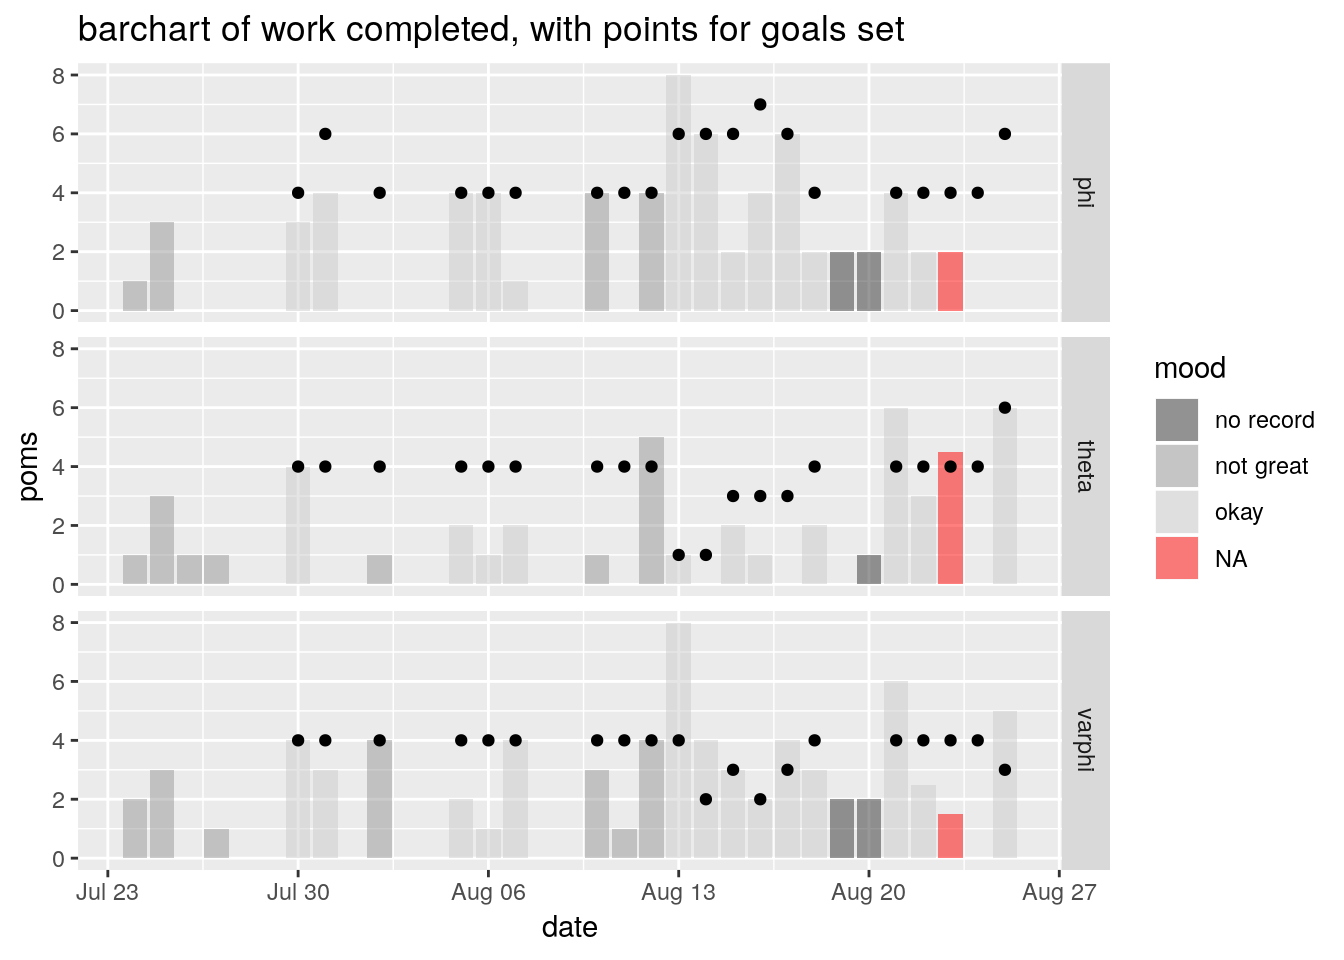 barchart of work completed, with points for goals set
8
6
4
2
0
phi
8
6
4
2
0
theta
8
6
4
2
0
varphi
poms
Jul 23 Jul 30 Aug 06 Aug 13 Aug 20 Aug 27
date
mood
no record
not great
okay
NA